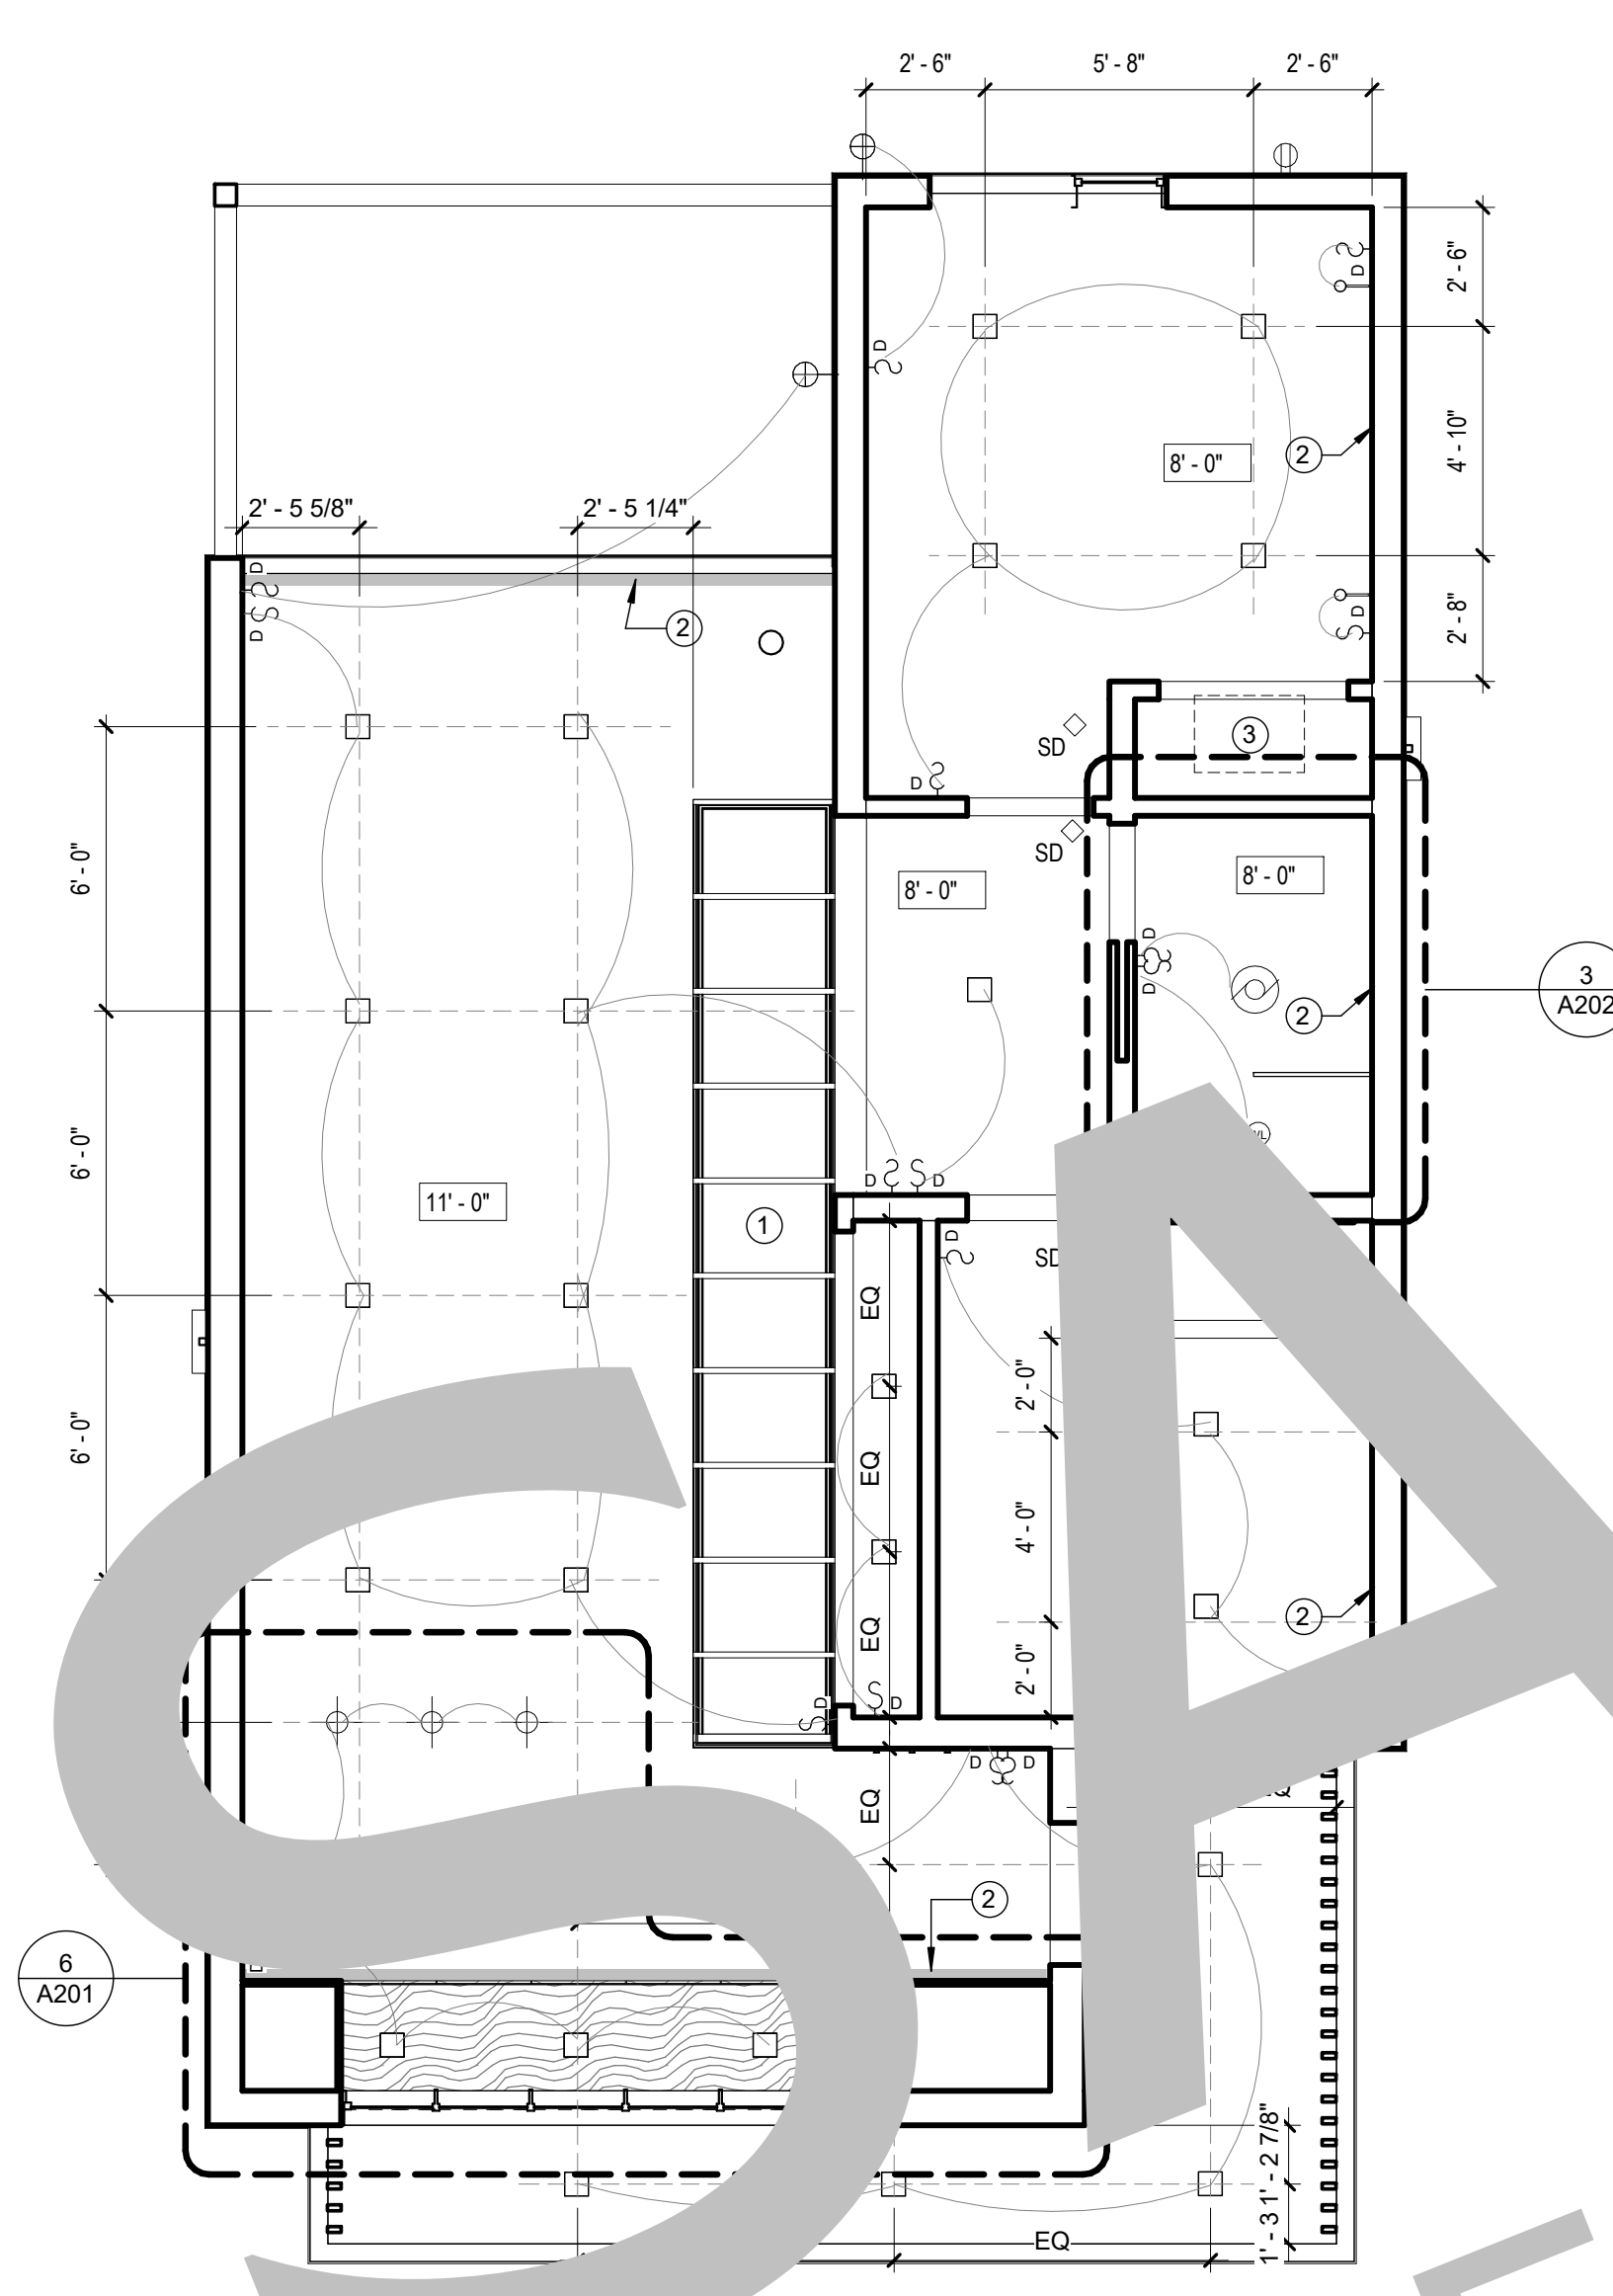 2' - 6" 5' - 8" 2' - 6"
2' - 6"
D
D
4' - 10"
8' - 0" 2
2' - 5 5/8" 2' - 5 1/4"
D
D
2
2' - 8"
D
3
SD
D
SD
6' - 0"
8' - 0" 8' - 0"
D
D
3
A202
2
6' - 0"
D D
11' - 0"
1
D
SD
EQ
2' - 0"
6' - 0"
EQ
4' - 0"
2
EQ
2' - 0"
D D
D D
EQ
EQ
2
6
A201
1' - 2 7/8"
1' - 3
EQ
SA